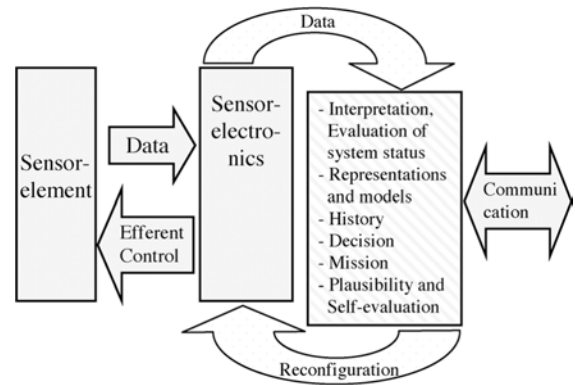 Data
Sensor-
element
Data
Efferent
Control
Sensor-
electro-
nics
- Interpretation,
Evaluation of
system status
- Representations
and models
- History
- Decision
- Mission
- Plausibility and
Self-evaluation
Communi
cation
Reconfiguration